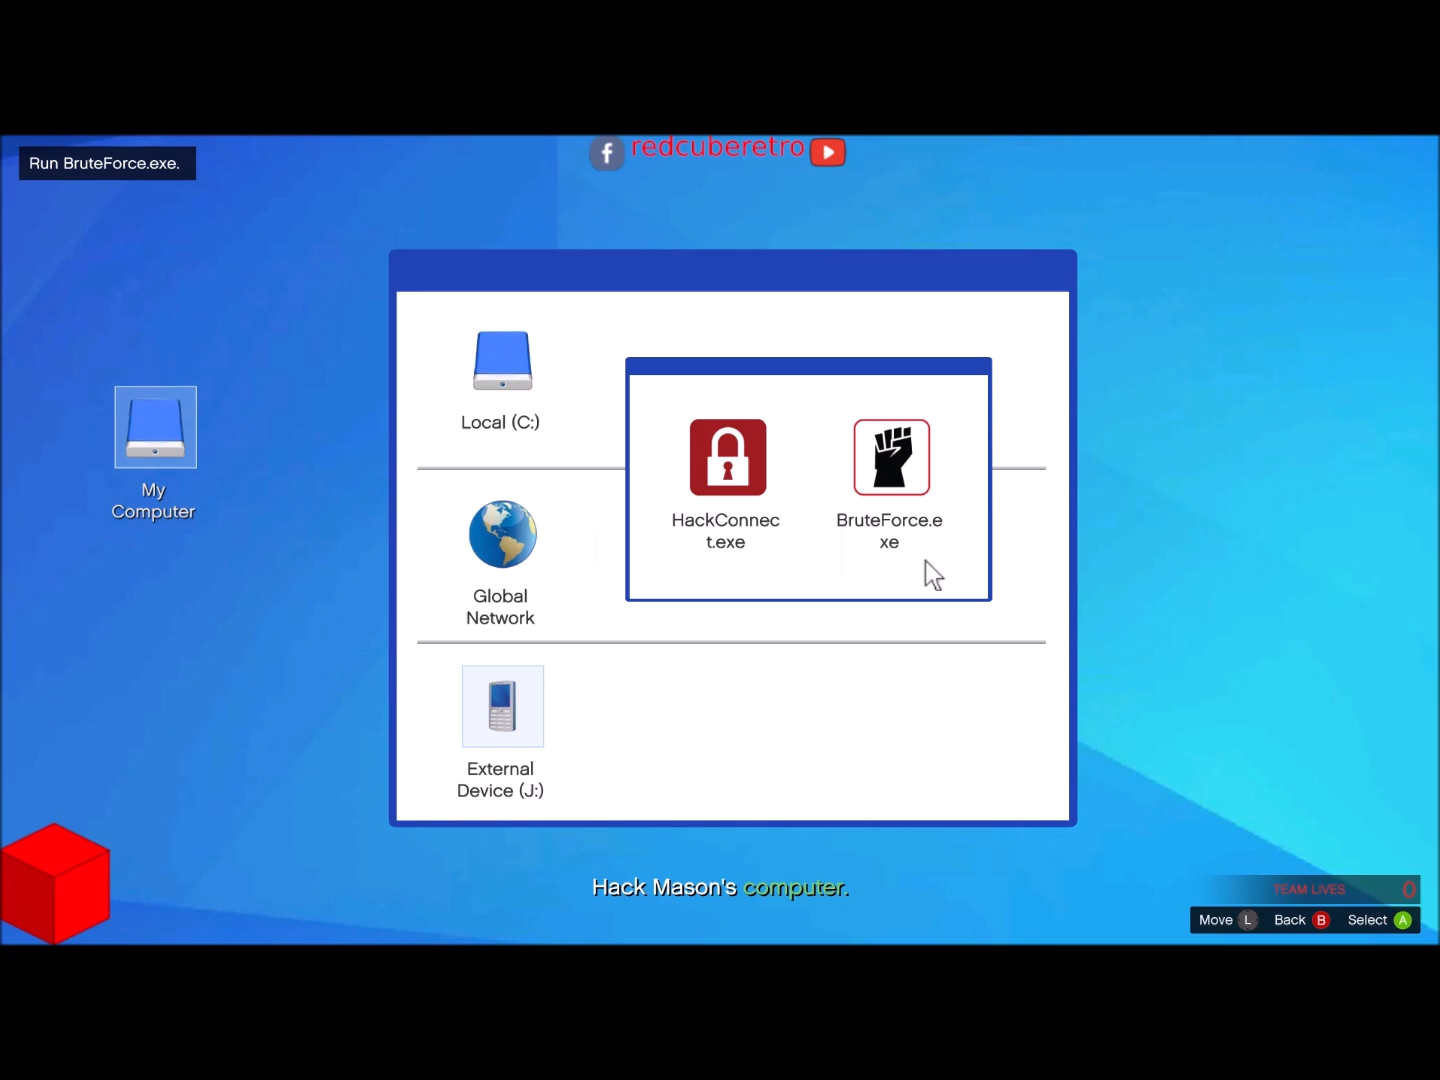 redcuberetro
Run BruteForce.exe.
Local (C:)
My
Computer
HackConnec
t.exe
BruteForce.e
xe
Global
Network
External
Device (J:)
Hack Mason's computer.
TEAM LIVES 0
Move L Back B Select A